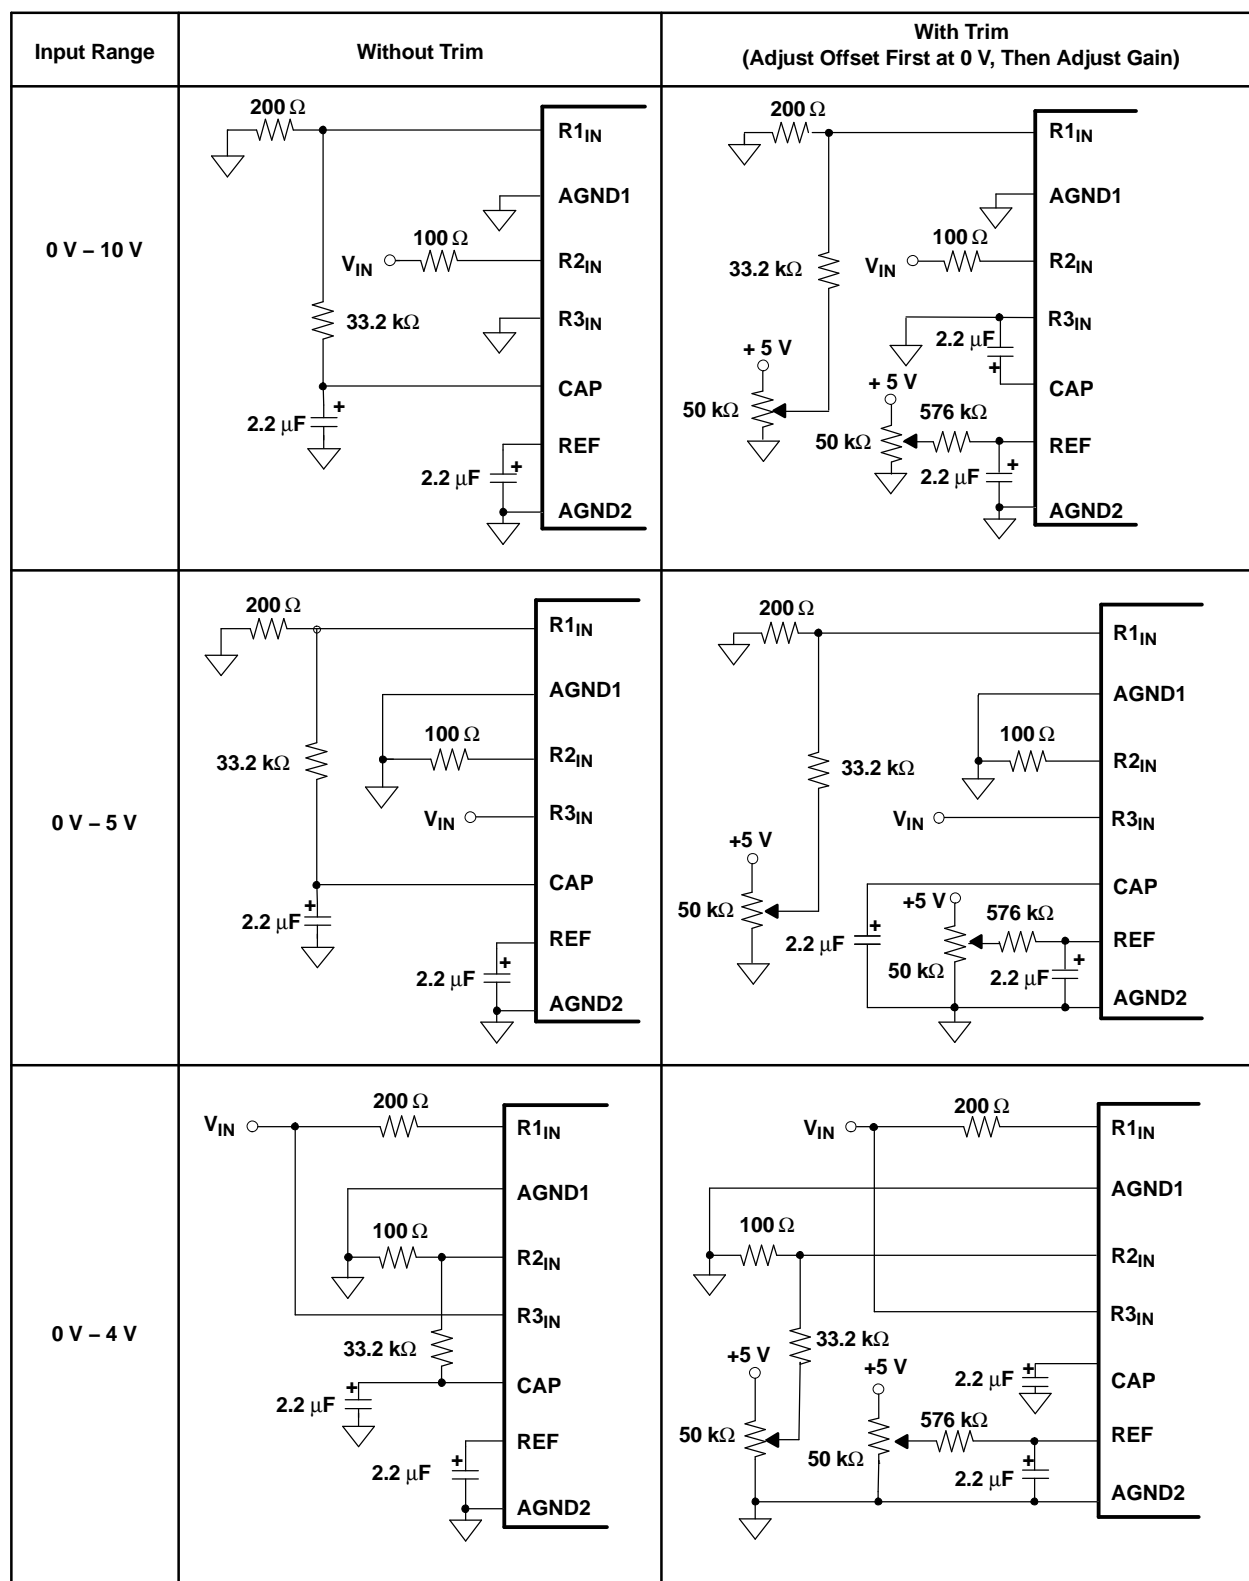 Input Range
Without Trim
With Trim
(Adjust Offset First at 0 V, Then Adjust Gain)
0 V – 10 V
200 Ω
R1IN
AGND1
100 Ω
VIN
R2IN
33.2 kΩ
R3IN
CAP
+
2.2 μF
REF
+
2.2 μF
AGND2
200 Ω
R1IN
AGND1
100 Ω
33.2 kΩ
VIN
R2IN
R3IN
2.2 μF
+
+ 5 V
CAP
+ 5 V
50 kΩ
576 kΩ
50 kΩ
REF
+
2.2 μF
AGND2
0 V – 5 V
200 Ω
R1IN
AGND1
100 Ω
33.2 kΩ
R2IN
VIN
R3IN
CAP
+
2.2 μF
REF
+
2.2 μF
AGND2
200 Ω
R1IN
AGND1
100 Ω
33.2 kΩ
R2IN
VIN
R3IN
+5 V
CAP
+5 V
50 kΩ
576 kΩ
+
2.2 μF
REF
50 kΩ
+
2.2 μF
AGND2
0 V – 4 V
200 Ω
VIN
R1IN
AGND1
100 Ω
R2IN
R3IN
33.2 kΩ
CAP
+
2.2 μF
REF
+
2.2 μF
AGND2
200 Ω
VIN
R1IN
AGND1
100 Ω
R2IN
R3IN
33.2 kΩ
+5 V
+5 V
+
2.2 μF
CAP
576 kΩ
50 kΩ
REF
50 kΩ
+
2.2 μF
AGND2